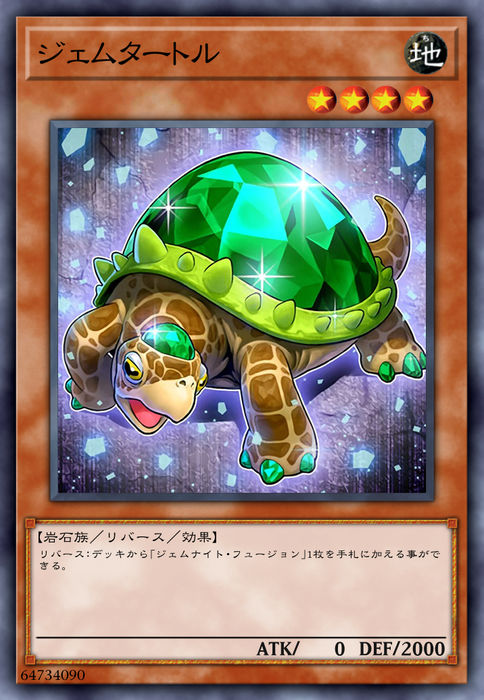 ジェムタートル
ち
地
【岩石族／リバース／効果】
リバース：デッキから「ジェムナイト・フュージョン」1枚を手札に加える事がで
きる。
ATK/ 0 DEF/2000
64734090